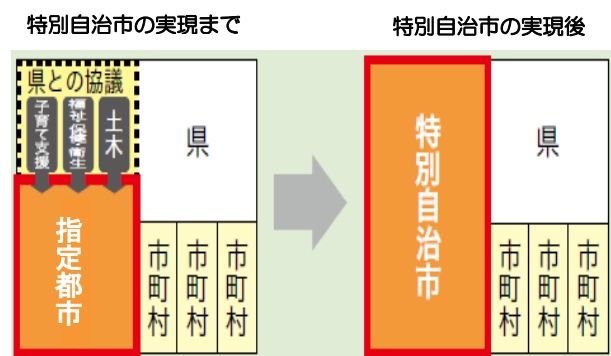 特別自治市の実現まで
県との協議
子育て支援
福祉・保健・衛生
土木
県
指定都市
市町村
市町村
市町村
特別自治市の実現後
特別自治市
県
市町村
市町村
市町村